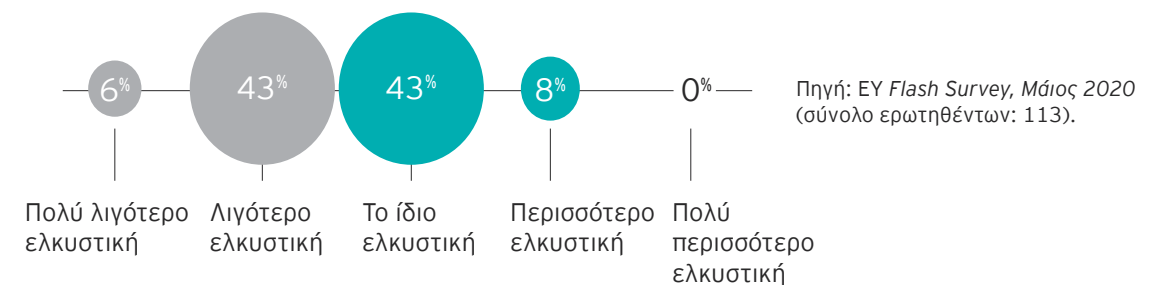 6%
43%
43%
8%
0%
Πηγή: EY Flash Survey, Μάιος 2020
(σύνολο ερωτηθέντων: 113).
Πολύ λιγότερο
ελκυστική
Λιγότερο
ελκυστική
Το ίδιο
ελκυστική
Περισσότερο
ελκυστική
Πολύ
περισσότερο
ελκυστική